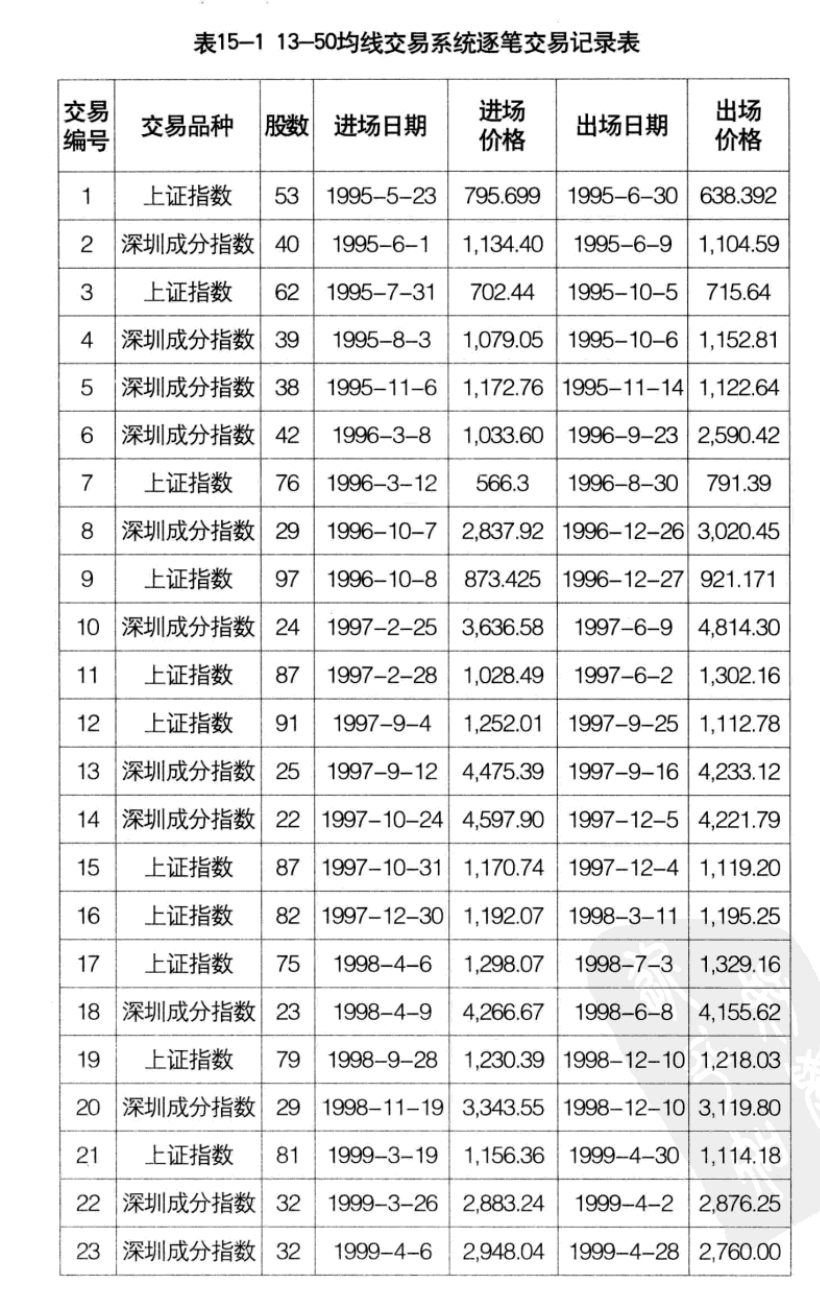 表15-1 13-50均线交易系统逐笔交易记录表
交易编号 交易品种 股数 进场日期 进场价格 出场日期 出场价格
1 上证指数 53 1995-5-23 795.699 1995-6-30 638.392
2 深圳成分指数 40 1995-6-1 1,134.40 1995-6-9 1,104.59
3 上证指数 62 1995-7-31 702.44 1995-10-5 715.64
4 深圳成分指数 39 1995-8-3 1,079.05 1995-10-6 1,152.81
5 深圳成分指数 38 1995-11-6 1,172.76 1995-11-14 1,122.64
6 深圳成分指数 42 1996-3-8 1,033.60 1996-9-23 2,590.42
7 上证指数 76 1996-3-12 566.3 1996-8-30 791.39
8 深圳成分指数 29 1996-10-7 2,837.92 1996-12-26 3,020.45
9 上证指数 97 1996-10-8 873.425 1996-12-27 921.171
10 深圳成分指数 24 1997-2-25 3,636.58 1997-6-9 4,814.30
11 上证指数 87 1997-2-28 1,028.49 1997-6-2 1,302.16
12 上证指数 91 1997-9-4 1,252.01 1997-9-25 1,112.78
13 深圳成分指数 25 1997-9-12 4,475.39 1997-9-16 4,233.12
14 深圳成分指数 22 1997-10-24 4,597.90 1997-12-5 4,221.79
15 上证指数 87 1997-10-31 1,170.74 1997-12-4 1,119.20
16 上证指数 82 1997-12-30 1,192.07 1998-3-11 1,195.25
17 上证指数 75 1998-4-6 1,298.07 1998-7-3 1,329.16
18 深圳成分指数 23 1998-4-9 4,266.67 1998-6-8 4,155.62
19 上证指数 79 1998-9-28 1,230.39 1998-12-10 1,218.03
20 深圳成分指数 29 1998-11-19 3,343.55 1998-12-10 3,119.80
21 上证指数 81 1999-3-19 1,156.36 1999-4-30 1,114.18
22 深圳成分指数 32 1999-3-26 2,883.24 1999-4-2 2,876.25
23 深圳成分指数 32 1999-4-6 2,948.04 1999-4-28 2,760.00